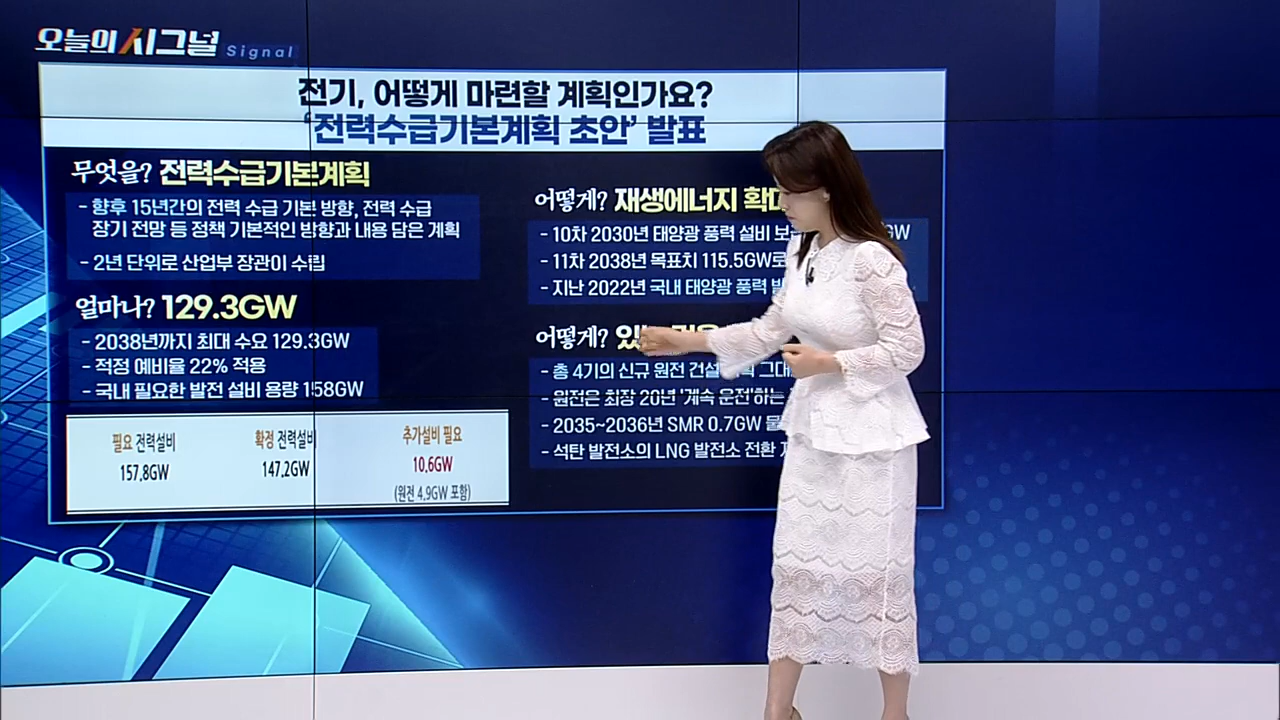 오늘의 시그널 Signal
전기, 어떻게 마련할 계획인가요?
‘전력수급기본계획 초안’ 발표
무엇을? 전력수급기본계획
- 향후 15년간의 전력 수급 기본 방향, 전력 수급
장기 전망 등 정책 기본적인 방향과 내용 담은 계획
- 2년 단위로 산업부 장관이 수립
얼마나? 129.3GW
- 2038년까지 최대 수요 129.3GW
- 적정 예비율 22% 적용
- 국내 필요한 발전 설비 용량 158GW
필요 전력설비 확정 전력설비 추가설비 필요
157.8GW 147.2GW 10.6GW
(원전 4.9GW 포함)
어떻게? 재생에너지
- 10차 2030년 태양광 풍력 설비 GW
- 11차 2038년 목표치 115.5GW로
- 지난 2022년 국내 태양광 풍력
어떻게?
- 총 4기의 신규 원전 건설
- 원전은 최장 20년 '계속 운전'하는
- 2035~2036년 SMR 0.7GW
- 석탄 발전소의 LNG 발전소 전환